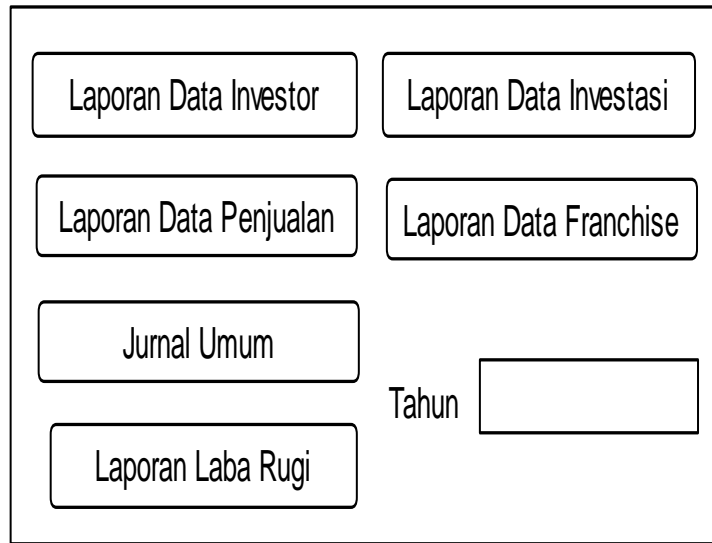 Laporan Data Investor
Laporan Data Investasi
Laporan Data Penjualan
Laporan Data Franchise
Jurnal Umum
Tahun
Laporan Laba Rugi